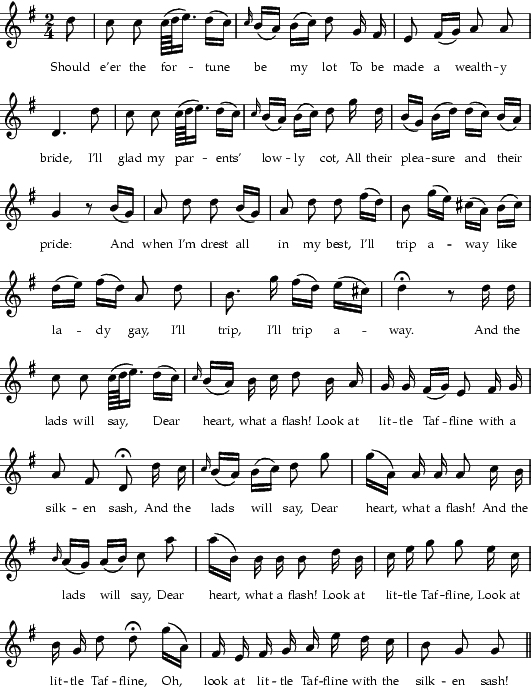 Should e'er the for - tune be my lot To be made a wealth-y
bride, I'll glad my par - ents' low - ly cot, All their plea-sure and their
pride: And when I'm drest all in my best, I'll trip a - way like
la - dy gay, I'll trip, I'll trip a - way. And the
lads will say, Dear heart, what a flash! Look at lit-tle Taf-fline with a
silk - en sash, And the lads will say, Dear heart, what a flash! And the
lads will say, Dear heart, what a flash! Look at lit-tle Taf-fline, Look at
lit-tle Taf-fline, Oh, look at lit-tle Taf-fline with the silk - en sash!